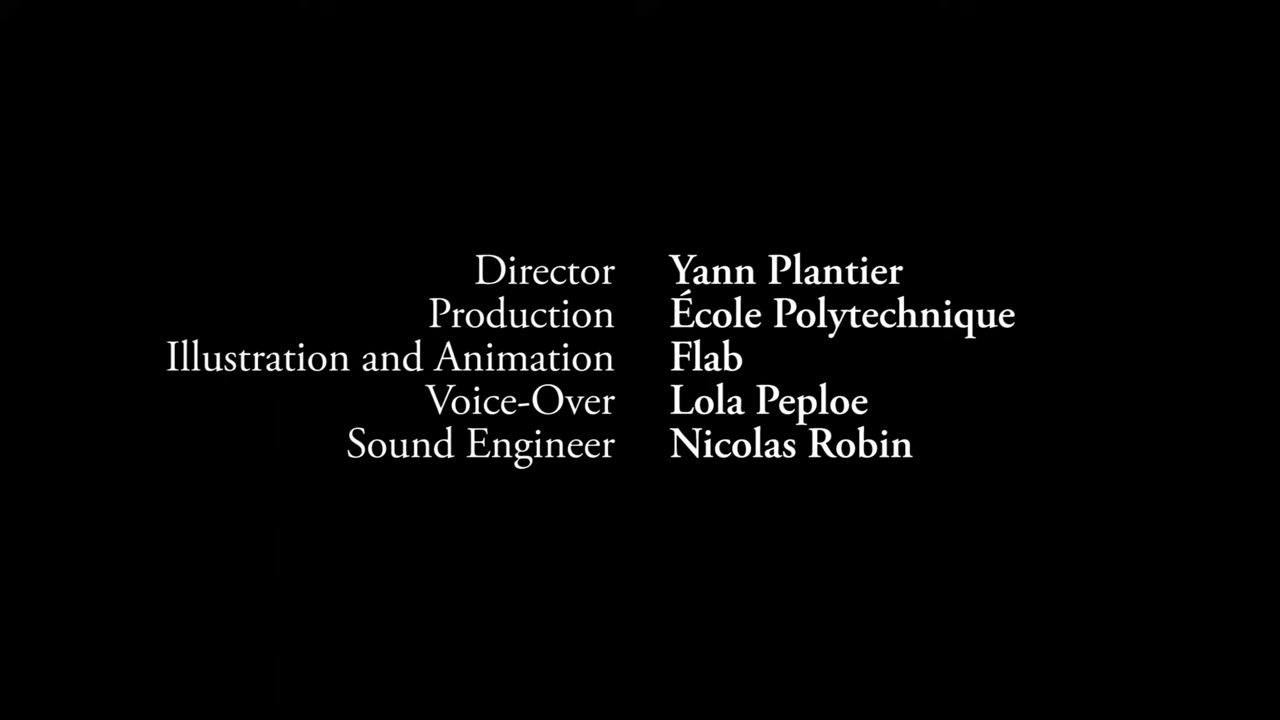 Director Yann Plantier
Production École Polytechnique
Illustration and Animation Flab
Voice-Over Lola Peploe
Sound Engineer Nicolas Robin